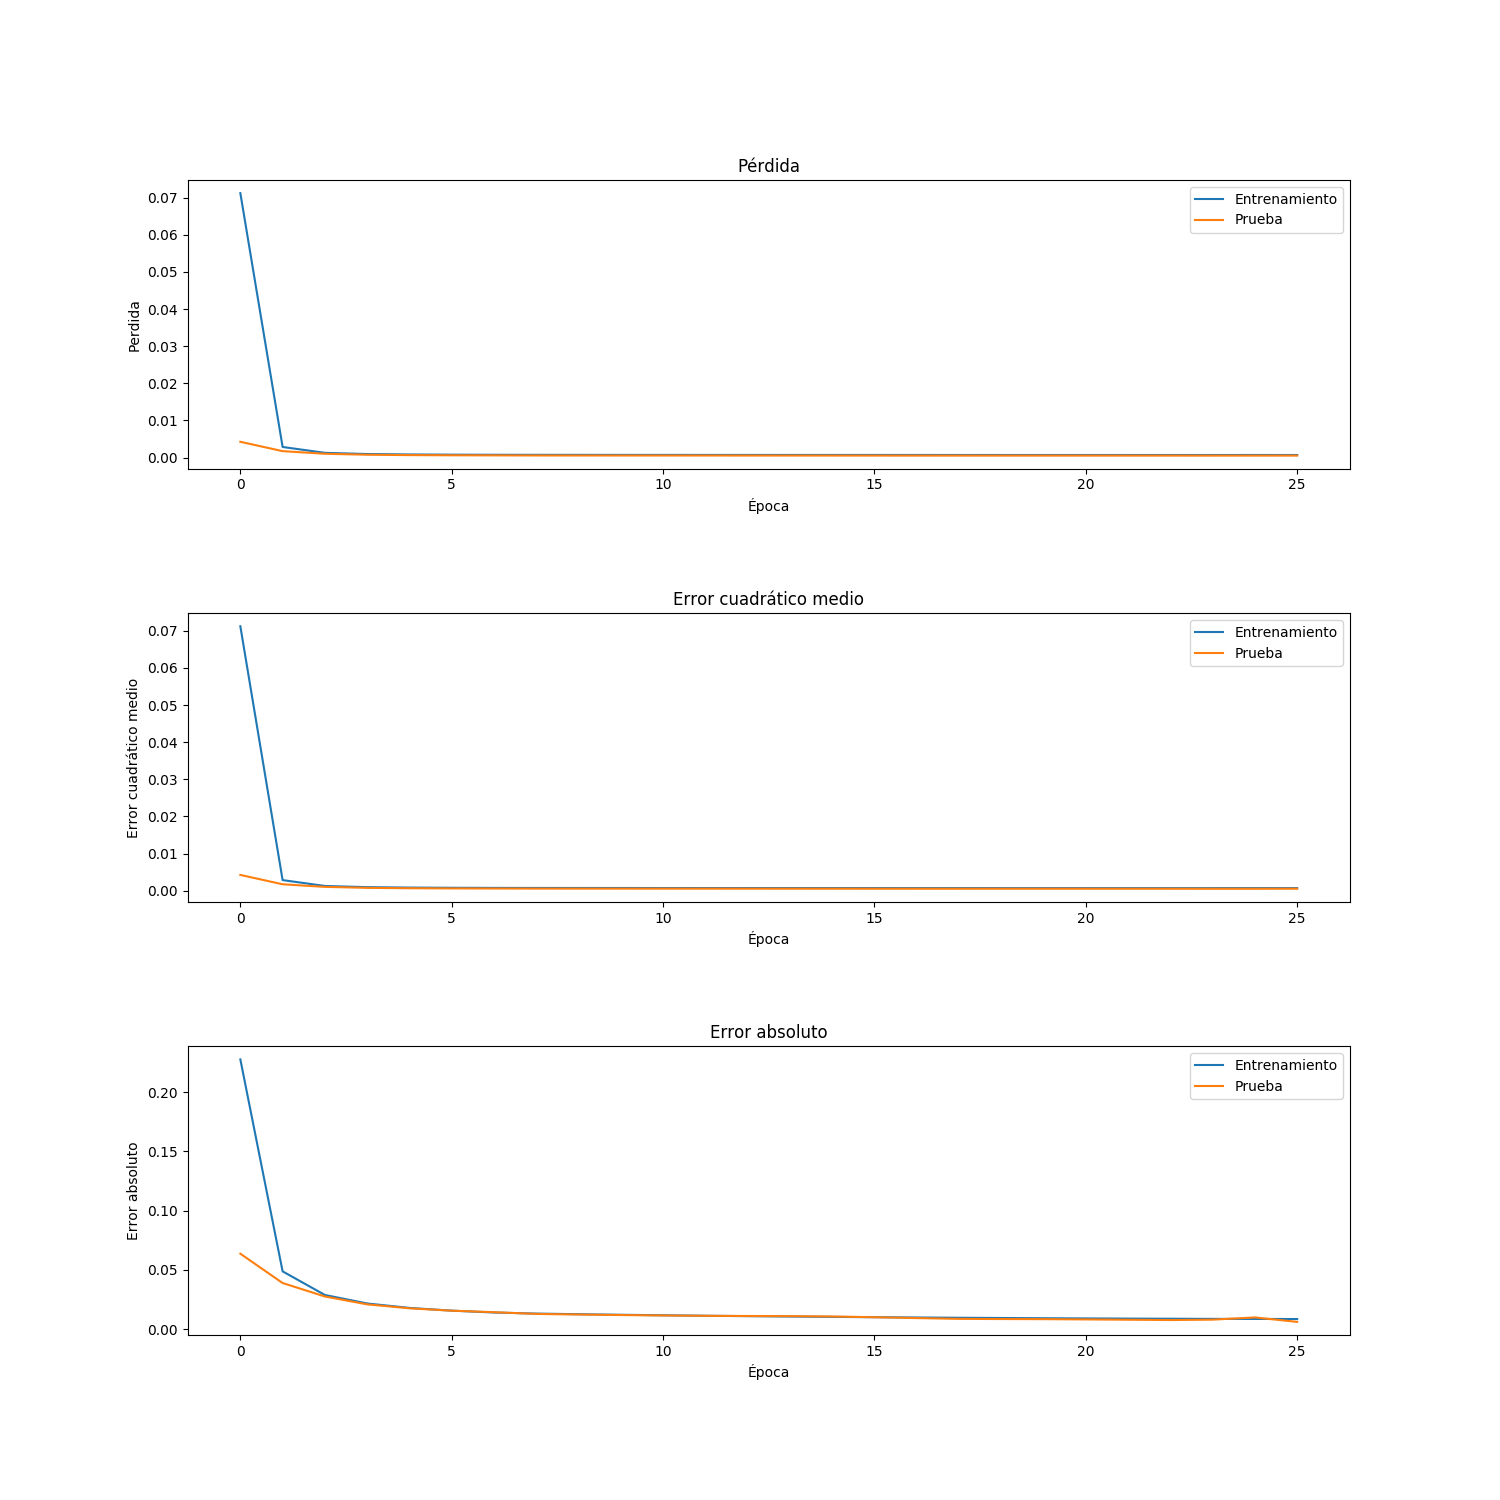 Pérdida
0.07
0.06
0.05
0.04
0.03
0.02
0.01
0.00
Perdida
Entrenamiento
Prueba
0 5 10 15 20 25
Época
Error cuadrático medio
0.07
0.06
0.05
0.04
0.03
0.02
0.01
0.00
Error cuadrático medio
Entrenamiento
Prueba
0 5 10 15 20 25
Época
Error absoluto
0.20
0.15
0.10
0.05
0.00
Error absoluto
Entrenamiento
Prueba
0 5 10 15 20 25
Época